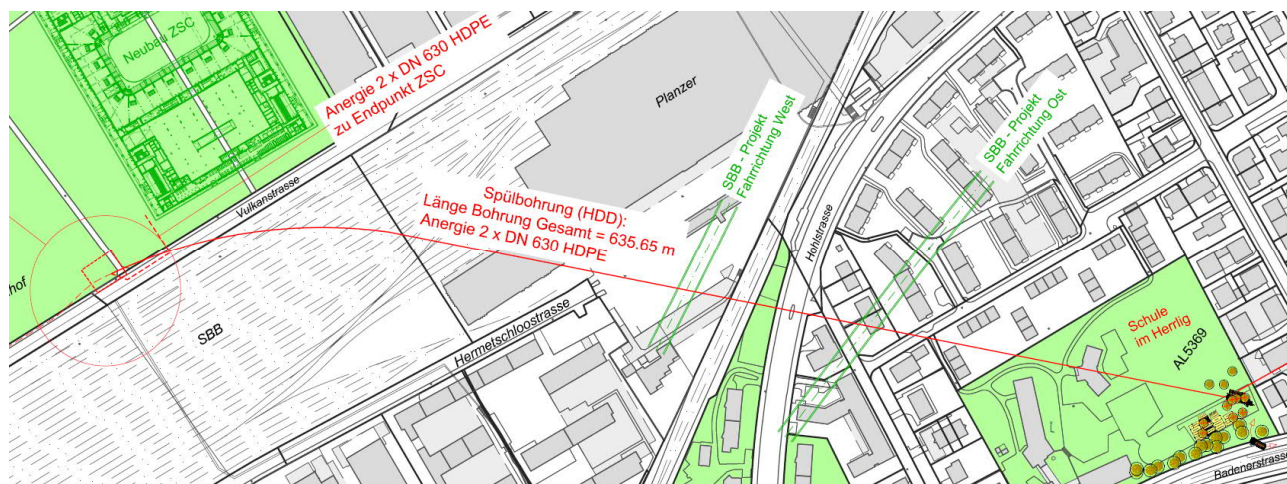 Neubau ZSC
Anergie 2 x DN 630 HDPE
zu Endpunkt ZSC
Planzer
SBB - Projekt
Fahrrichtung West
SBB - Projekt
Fahrrichtung Ost
Vulkanstrasse
Spülbohrung (HDD):
Länge Bohrung Gesamt = 635.65 m
Anergie 2 x DN 630 HDPE
Hohlstrasse
SBB
Hermetschloostrasse
Schule
im Herrlig
AL5369
Badenerstrasse